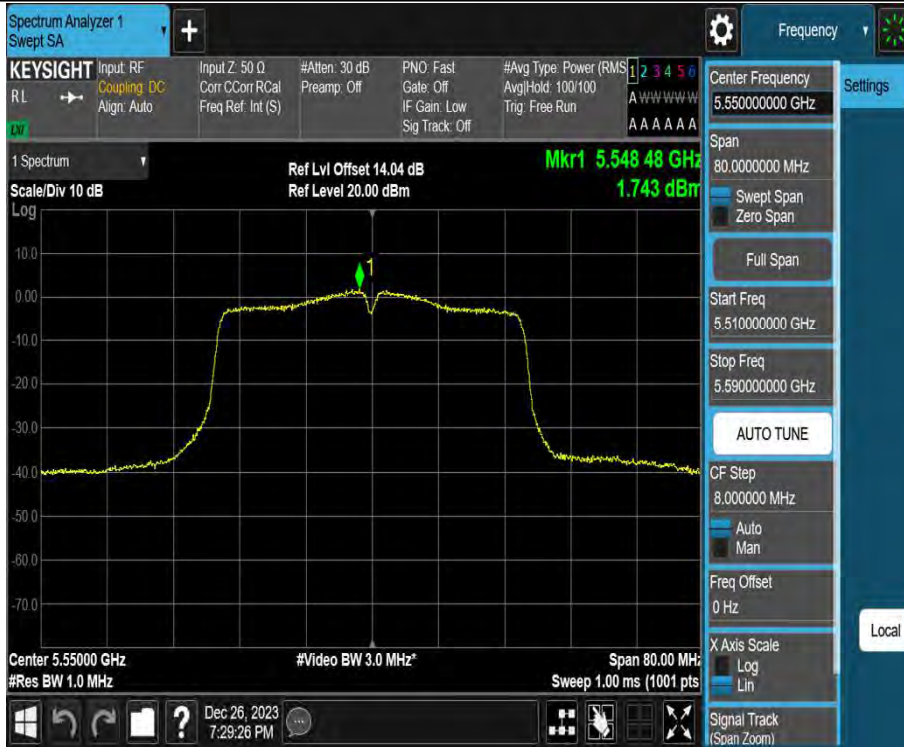 Spectrum Analyzer 1
Swept SA
+
Frequency
KEYSIGHT
RL
LXI
Input: RF
Coupling: DC
Align: Auto
Input Z: 50 Ω
Corr CCorr RCal
Freq Ref: Int (S)
#Atten: 30 dB
Preamp: Off
PNO: Fast
Gate: Off
IF Gain: Low
Sig Track: Off
#Avg Type: Power (RMS
Avg|Hold: 100/100
Trig: Free Run
1 2 3 4 5 6
A W W W W W
A A A A A A
1 Spectrum
Scale/Div 10 dB
Log
Ref Lvl Offset 14.04 dB
Ref Level 20.00 dBm
Mkr1 5.548 48 GHz
1.743 dBm
1
10.0
0.00
-10.0
-20.0
-30.0
-40.0
-50.0
-60.0
-70.0
Center 5.55000 GHz
#Res BW 1.0 MHz
#Video BW 3.0 MHz*
Span 80.00 MHz
Sweep 1.00 ms (1001 pts
Center Frequency
5.550000000 GHz
Span
80.0000000 MHz
Swept Span
Zero Span
Full Span
Start Freq
5.510000000 GHz
Stop Freq
5.590000000 GHz
AUTO TUNE
CF Step
8.000000 MHz
Auto
Man
Freq Offset
0 Hz
X Axis Scale
Log
Lin
Signal Track
(Span Zoom)
Settings
Local
?
Dec 26, 2023
7:29:26 PM